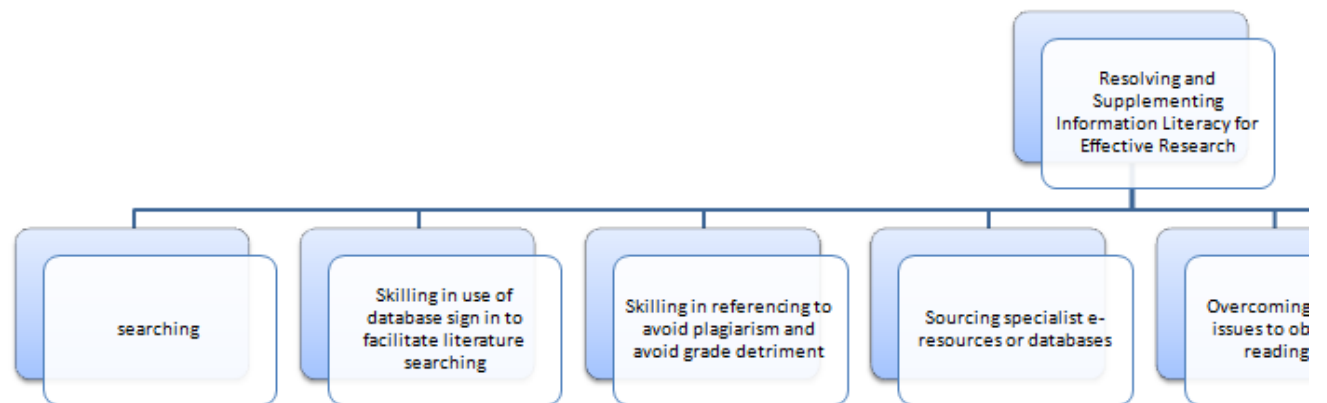 Resolving and
Supplementing
Information Literacy for
Effective Research
searching
Skilling in use of
database sign in to
facilitate literature
searching
Skilling in referencing to
avoid plagiarism and
avoid grade detriment
Sourcing specialist e-
resources or databases
Overcoming
issues to
reading